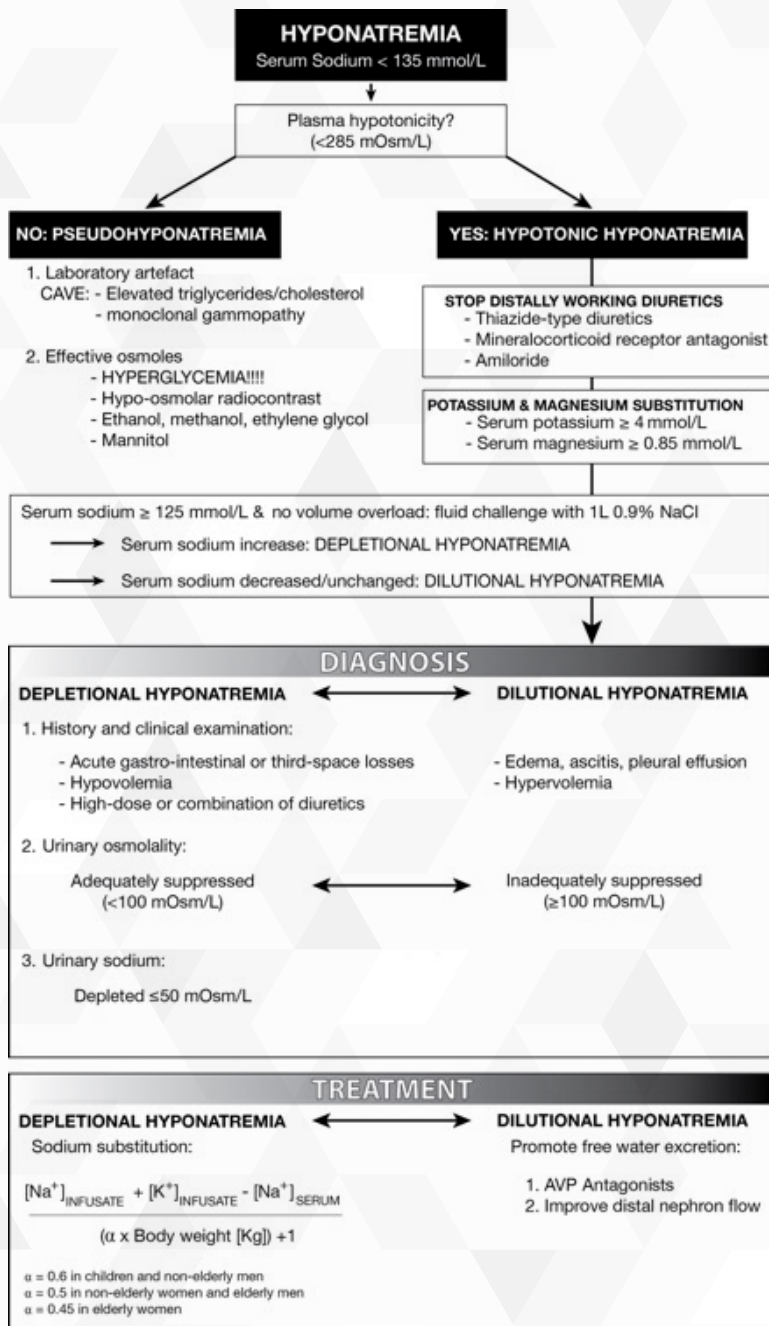 HYPONATREMIA
Serum Sodium < 135 mmol/L
Plasma hypotonicity?
(<285 mOsm/L)
NO: PSEUDOHYPONATREMIA
1. Laboratory artefact
CAVE: - Elevated triglycerides/cholesterol
- monoclonal gammopathy
2. Effective osmoles
- HYPERGLYCEMIA!!!!
- Hypo-osmolar radiocontrast
- Ethanol, methanol, ethylene glycol
- Mannitol
YES: HYPOTONIC HYPONATREMIA
STOP DISTALLY WORKING DIURETICS
- Thiazide-type diuretics
- Mineralocorticoid receptor antagonist
- Amiloride
POTASSIUM & MAGNESIUM SUBSTITUTION
- Serum potassium ≥ 4 mmol/L
- Serum magnesium ≥ 0.85 mmol/L
Serum sodium ≥ 125 mmol/L & no volume overload: fluid challenge with 1L 0.9% NaCl
Serum sodium increase: DEPLETIONAL HYPONATREMIA
Serum sodium decreased/unchanged: DILUTIONAL HYPONATREMIA
DIAGNOSIS
DEPLETIONAL HYPONATREMIA
DILUTIONAL HYPONATREMIA
1. History and clinical examination:
- Acute gastro-intestinal or third-space losses
- Hypovolemia
- High-dose or combination of diuretics
- Edema, ascitis, pleural effusion
- Hypervolemia
2. Urinary osmolality:
Adequately suppressed
(<100 mOsm/L)
Inadequately suppressed
(≥100 mOsm/L)
3. Urinary sodium:
Depleted ≤50 mOsm/L
TREATMENT
DEPLETIONAL HYPONATREMIA
DILUTIONAL HYPONATREMIA
Sodium substitution:
[Na⁺]INFUSATE + [K⁺]INFUSATE - [Na⁺]SERUM
(α x Body weight [Kg]) +1
α = 0.6 in children and non-elderly men
α = 0.5 in non-elderly women and elderly men
α = 0.45 in elderly women
Promote free water excretion:
1. AVP Antagonists
2. Improve distal nephron flow